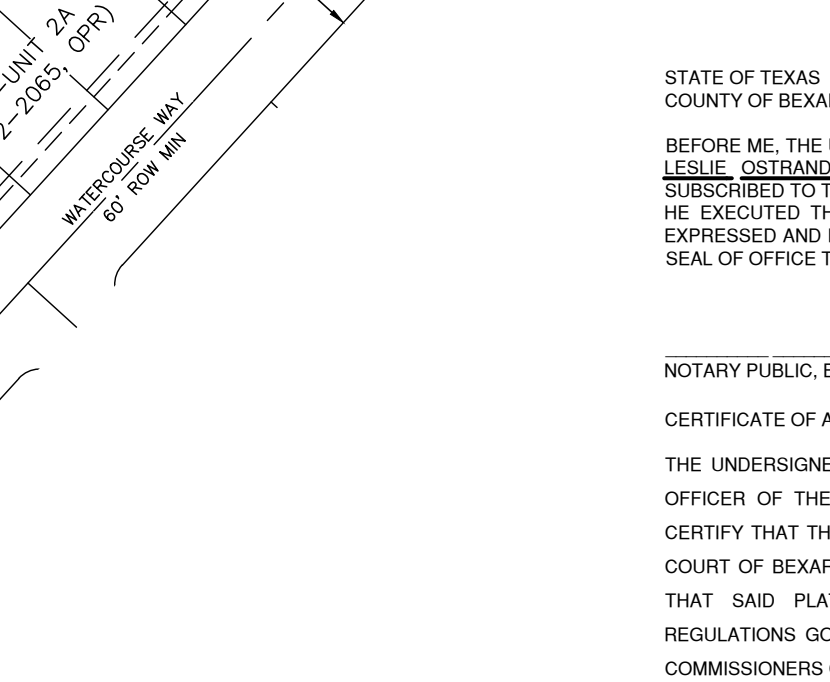 -UNIT 2A
2-2065, OPR)
WATERCOURSE WAY
60' ROW MIN
STATE OF TEXAS
COUNTY OF BEXA
BEFORE ME, THE
LESLIE OSTRAND
SUBSCRIBED TO T
HE EXECUTED TH
EXPRESSED AND
SEAL OF OFFICE T
NOTARY PUBLIC,
CERTIFICATE OF A
THE UNDERSIGNE
OFFICER OF THE
CERTIFY THAT TH
COURT OF BEXAR
THAT SAID PLAT
REGULATIONS GO
COMMISSIONERS